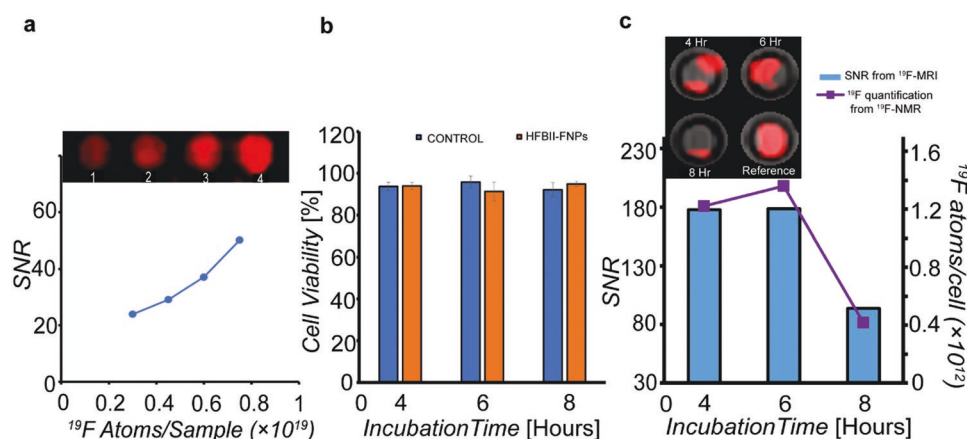 a
1 2 3 4
60
40
20
0
SNR
0 0.2 0.4 0.6 0.8 1
¹⁹F Atoms/Sample (×10¹⁹)
b
CONTROL HFBII-FNPs
120
100
80
60
40
20
0
Cell Viability [%]
4 6 8
IncubationTime [Hours]
c
4 Hr 6 Hr
8 Hr Reference
SNR from ¹⁹F-MRI
¹⁹F quantification
from ¹⁹F-NMR
230
180
130
80
30
SNR
1.6
1.2
0.8
0.4
0
¹⁹F atoms/cell (×10¹²)
4 6 8
IncubationTime [Hours]